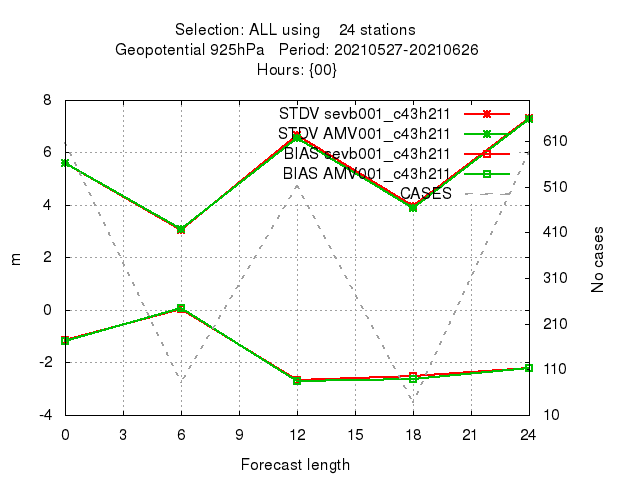 Selection: ALL using 24 stations
Geopotential 925hPa Period: 20210527-20210626
Hours: {00}
STDV sevb001_c43h211
STDV AMV001_c43h211
BIAS sevb001_c43h211
BIAS AMV001_c43h211
CASES
8
6
4
2
0
-2
-4
m
610
510
410
310
210
110
10
No cases
0 3 6 9 12 15 18 21 24
Forecast length